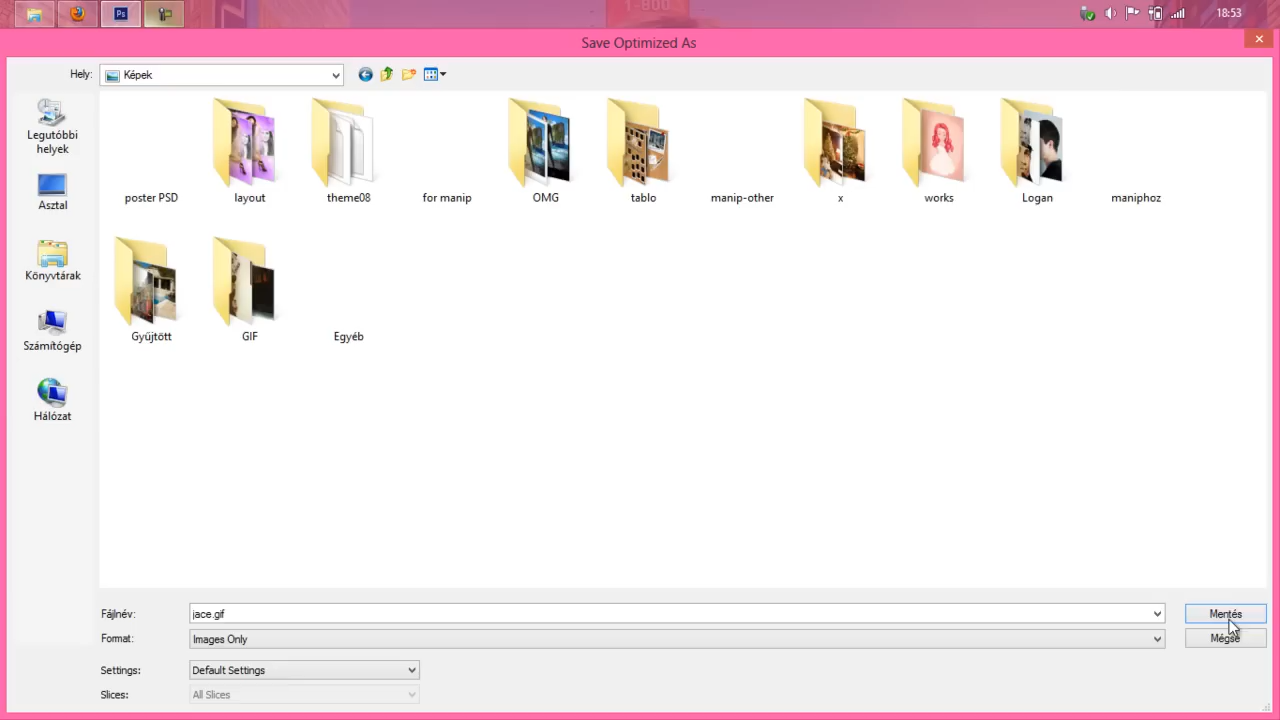 1-800
18:53
Save Optimized As
Hely: Képek
Legutóbbi
helyek
Asztal
Könyvtárak
Számítógép
Hálózat
poster PSD layout theme08 for manip OMG tablo manip-other x works Logan maniphoz
Gyűjtött GIF Egyéb
Fájlnév: jace.gif Mentés
Format: Images Only Mégse
Settings: Default Settings
Slices: All Slices